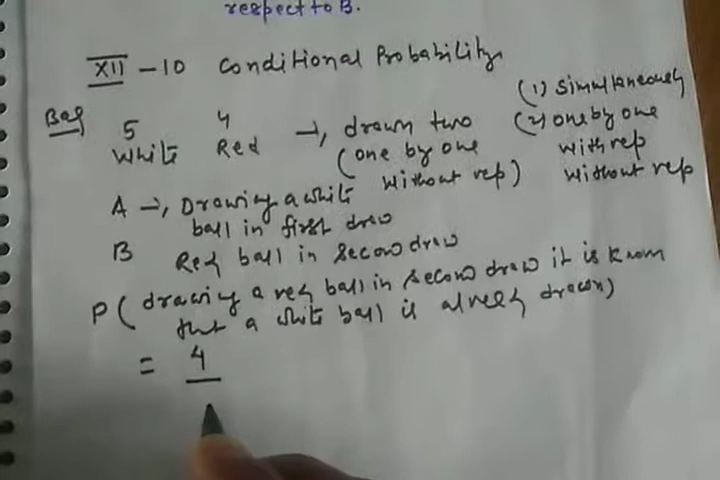 respect to B.
XII - 10 Conditional Probability
Bag 5 White 4 Red → drawn two
(one by one
without rep)
(1) simultaneously
(2) one by one
with rep
without rep
A → Drawing a white
ball in first draw
B Red ball in second draw
P ( drawing a red ball in second draw it is known
that a white ball is already drawn)
= 4